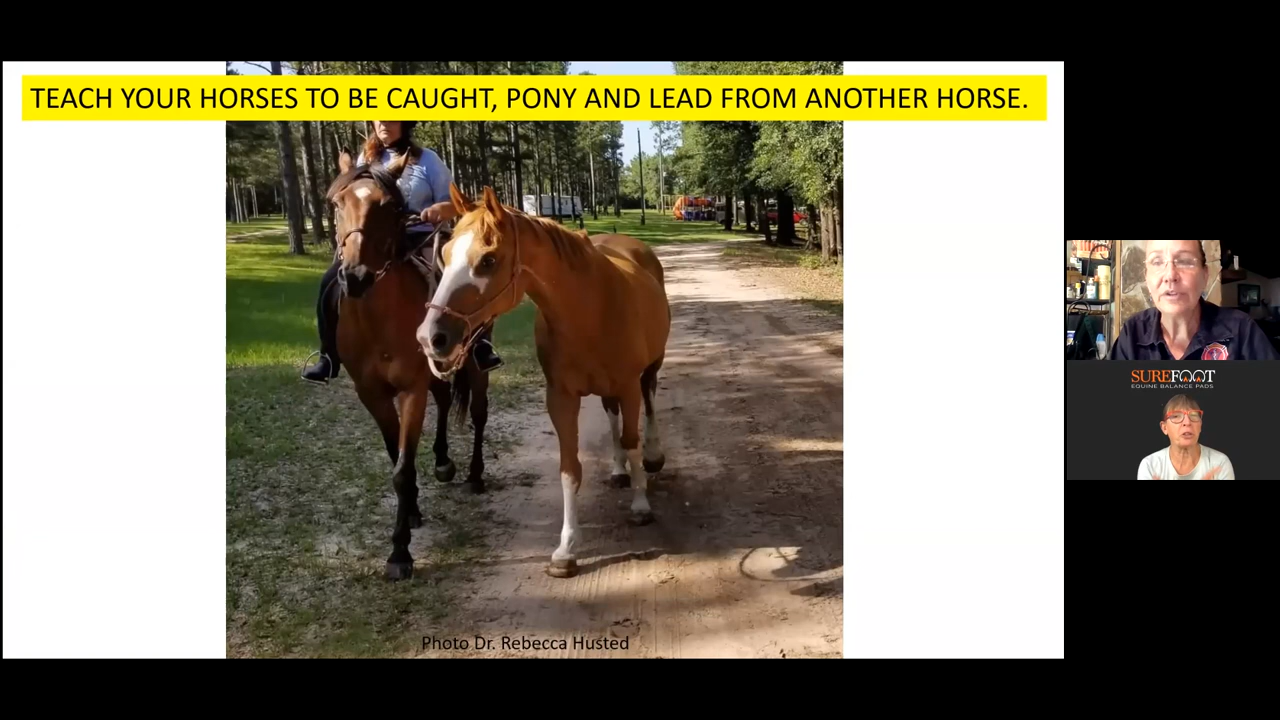 TEACH YOUR HORSES TO BE CAUGHT, PONY AND LEAD FROM ANOTHER HORSE.
SUREFOOT
EQUINE BALANCE PADS
Photo Dr. Rebecca Husted